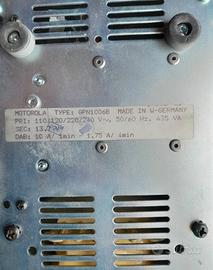 MOTOROLA TYPE: GPN1006B MADE IN W-GERMANY
PRI: 110/120/220/240 V~, 50/60 Hz, 435 VA
SEC: 13,2
DAB: 10 A/ 1min - 1.75 A/ 4min